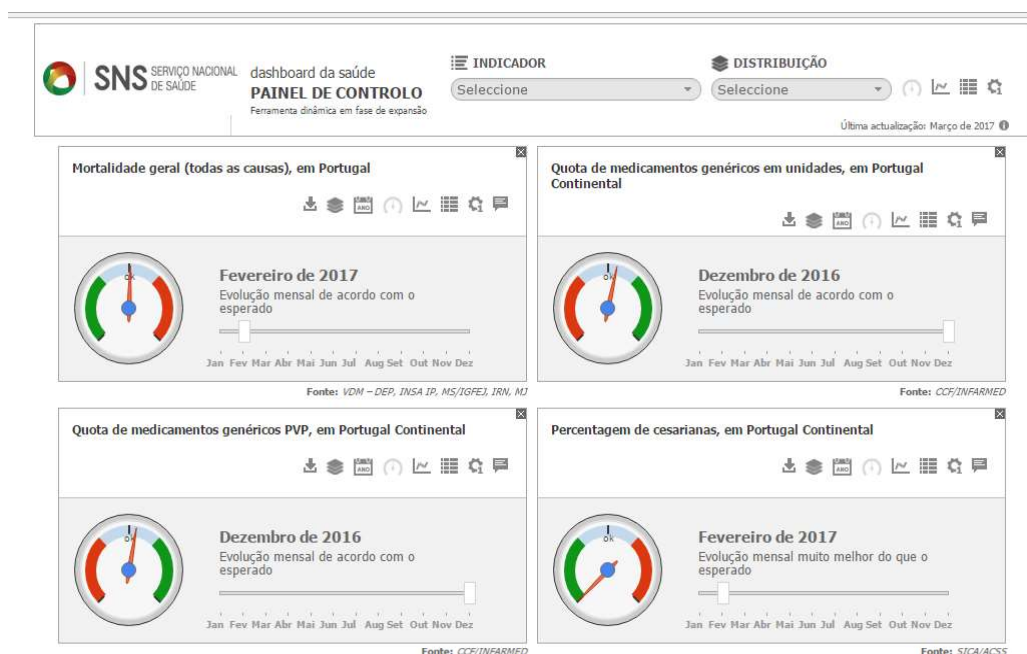 SNS SERVIÇO NACIONAL DE SAÚDE
dashboard da saúde
PAINEL DE CONTROLO
Ferramenta dinâmica em fase de expansão
INDICADOR
Seleccione
DISTRIBUIÇÃO
Seleccione
Última actualização: Março de 2017
Mortalidade geral (todas as causas), em Portugal
ANO
ok
Fevereiro de 2017
Evolução mensal de acordo com o
esperado
Jan Fev Mar Abr Mai Jun Jul Aug Set Out Nov Dez
Fonte: VDM – DEP, INSA IP, MS/IGFEJ, IRN, MJ
Quota de medicamentos genéricos em unidades, em Portugal
Continental
ANO
ok
Dezembro de 2016
Evolução mensal de acordo com o
esperado
Jan Fev Mar Abr Mai Jun Jul Aug Set Out Nov Dez
Fonte: CCF/INFARMED
Quota de medicamentos genéricos PVP, em Portugal Continental
ANO
ok
Dezembro de 2016
Evolução mensal de acordo com o
esperado
Jan Fev Mar Abr Mai Jun Jul Aug Set Out Nov Dez
Fonte: CCF/INFARMED
Percentagem de cesarianas, em Portugal Continental
ANO
ok
Fevereiro de 2017
Evolução mensal muito melhor do que o
esperado
Jan Fev Mar Abr Mai Jun Jul Aug Set Out Nov Dez
Fonte: SICA/ACSS